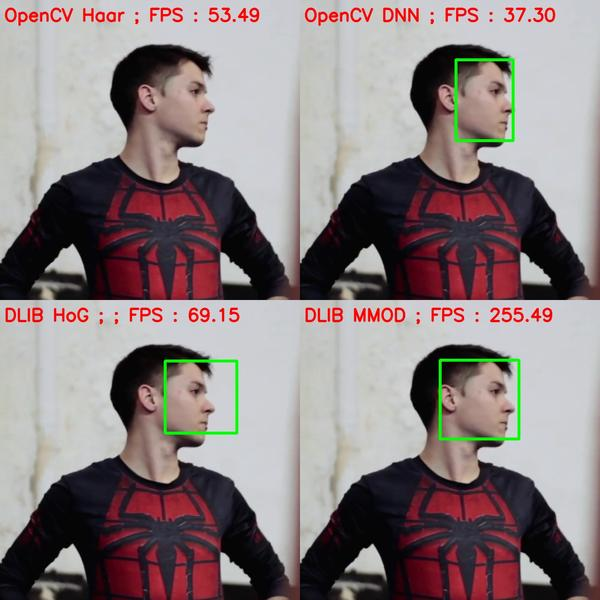 OpenCV Haar ; FPS : 53.49
OpenCV DNN ; FPS : 37.30
DLIB HoG ; ; FPS : 69.15
DLIB MMOD ; FPS : 255.49